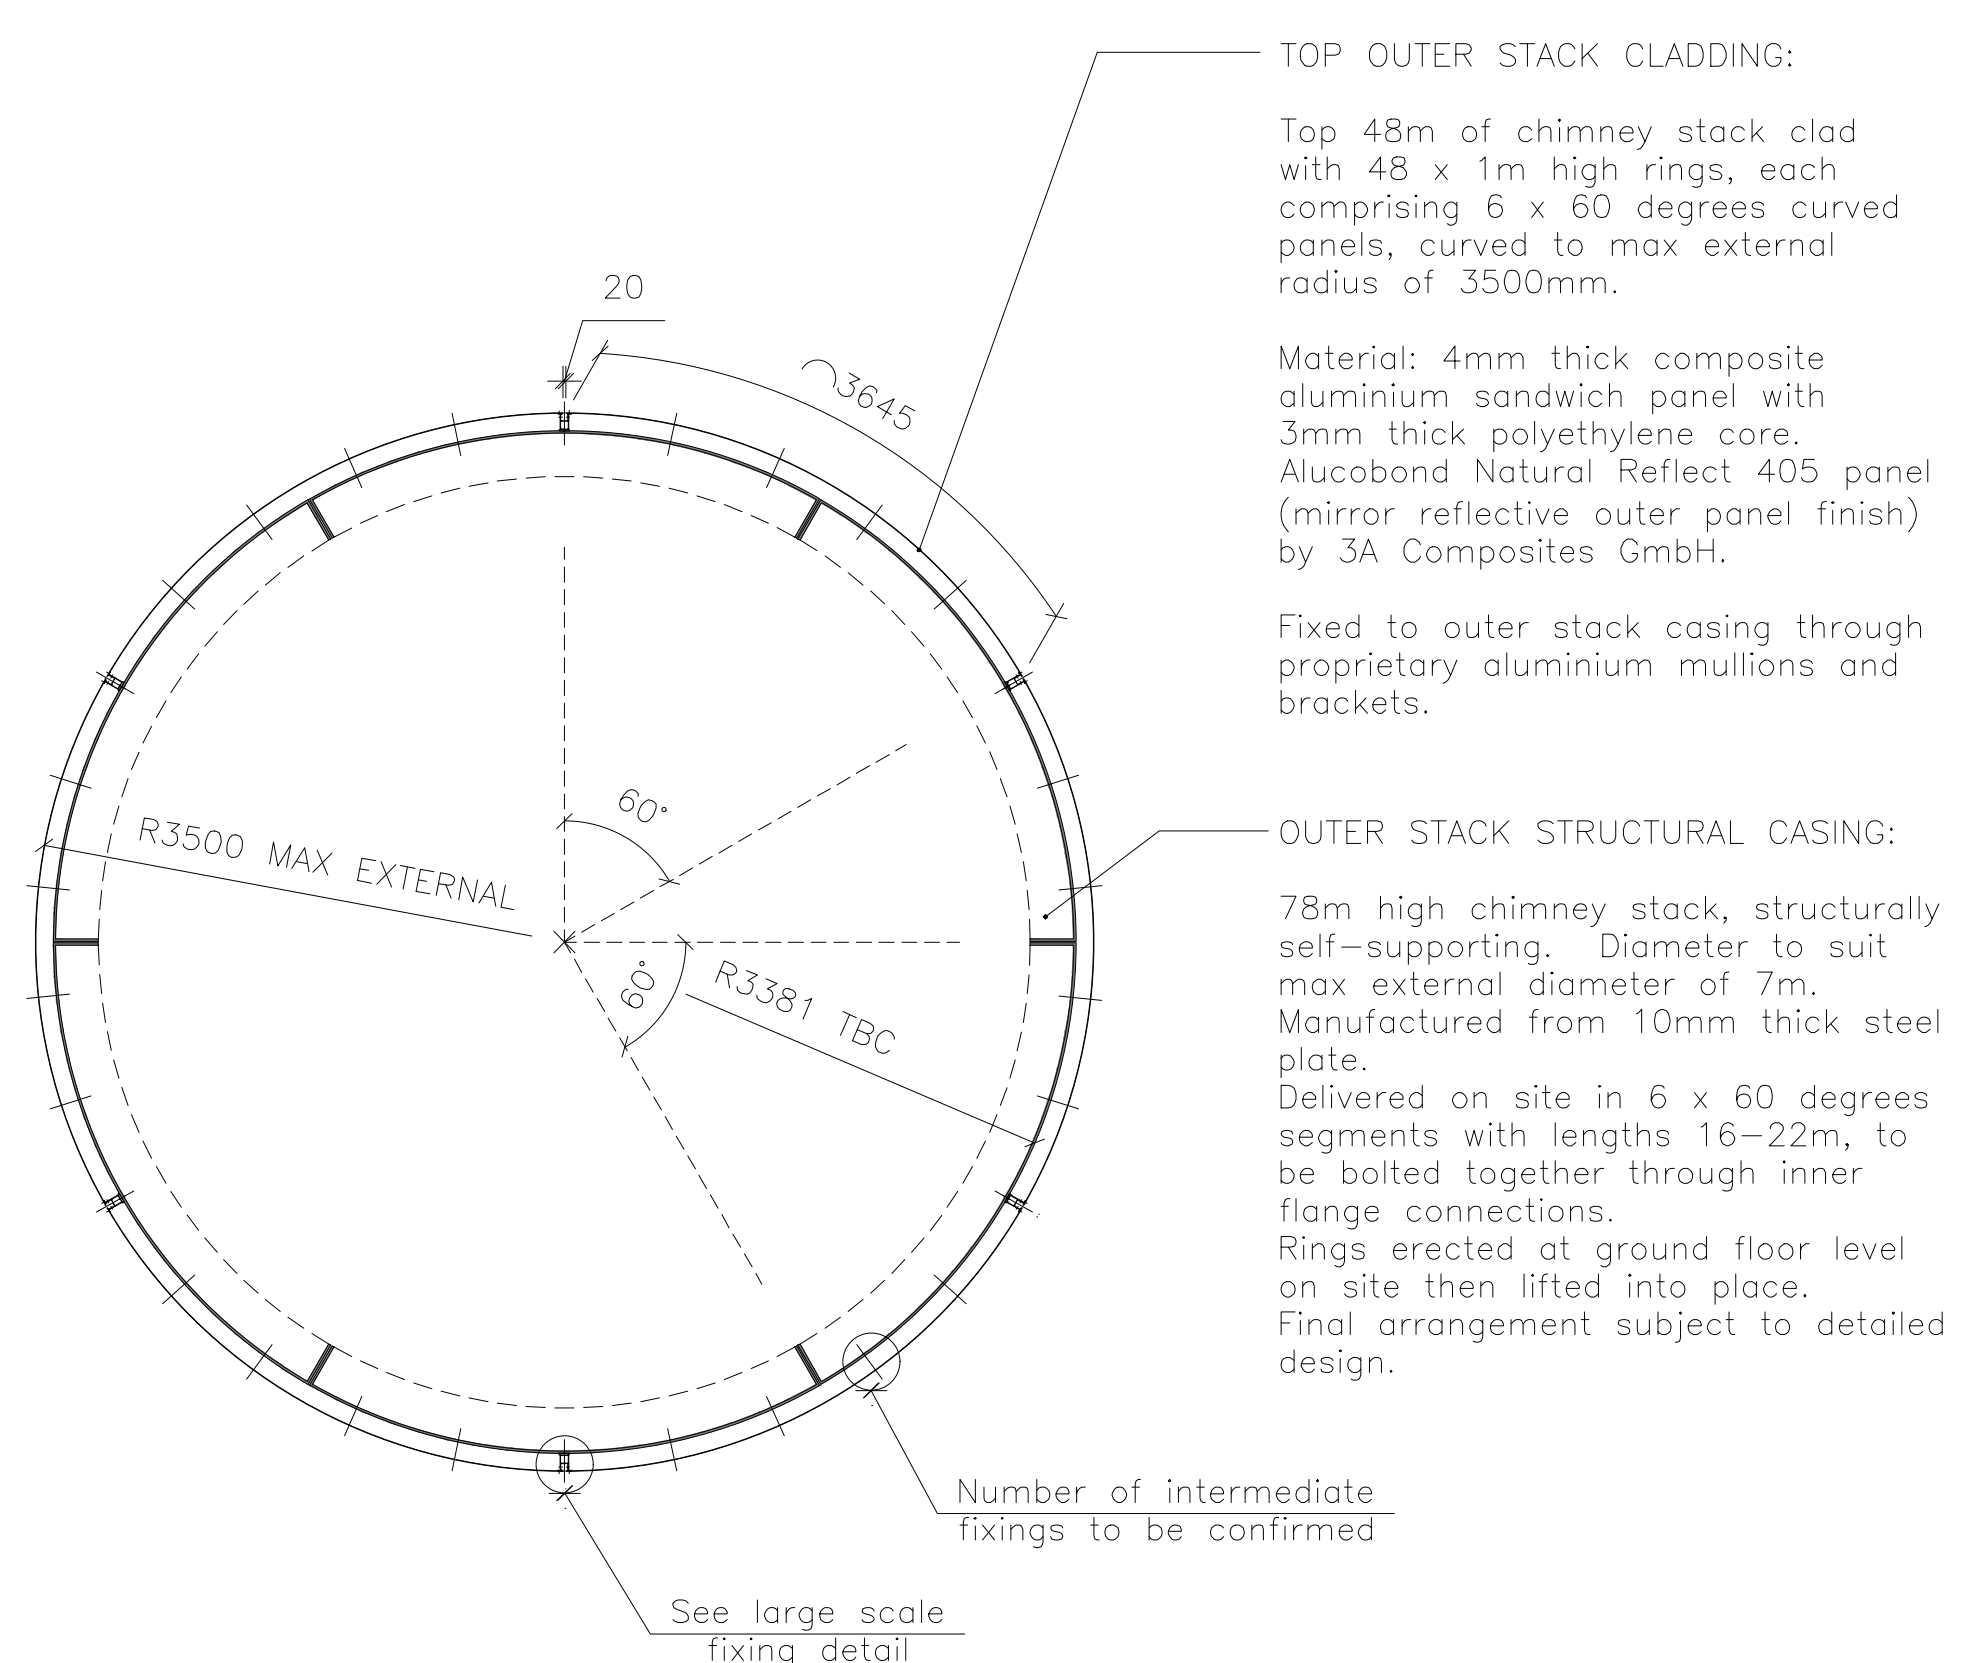 TOP OUTER STACK CLADDING:
Top 48m of chimney stack clad
with 48 x 1m high rings, each
comprising 6 x 60 degrees curved
panels, curved to max external
radius of 3500mm.
Material: 4mm thick composite
aluminium sandwich panel with
3mm thick polyethylene core.
Alucobond Natural Reflect 405 panel
(mirror reflective outer panel finish)
by 3A Composites GmbH.
Fixed to outer stack casing through
proprietary aluminium mullions and
brackets.
20
3645
60°
R3500 MAX EXTERNAL
60°
R3381 TBC
OUTER STACK STRUCTURAL CASING:
78m high chimney stack, structurally
self-supporting. Diameter to suit
max external diameter of 7m.
Manufactured from 10mm thick steel
plate.
Delivered on site in 6 x 60 degrees
segments with lengths 16-22m, to
be bolted together through inner
flange connections.
Rings erected at ground floor level
on site then lifted into place.
Final arrangement subject to detailed
design.
Number of intermediate
fixings to be confirmed
See large scale
fixing detail